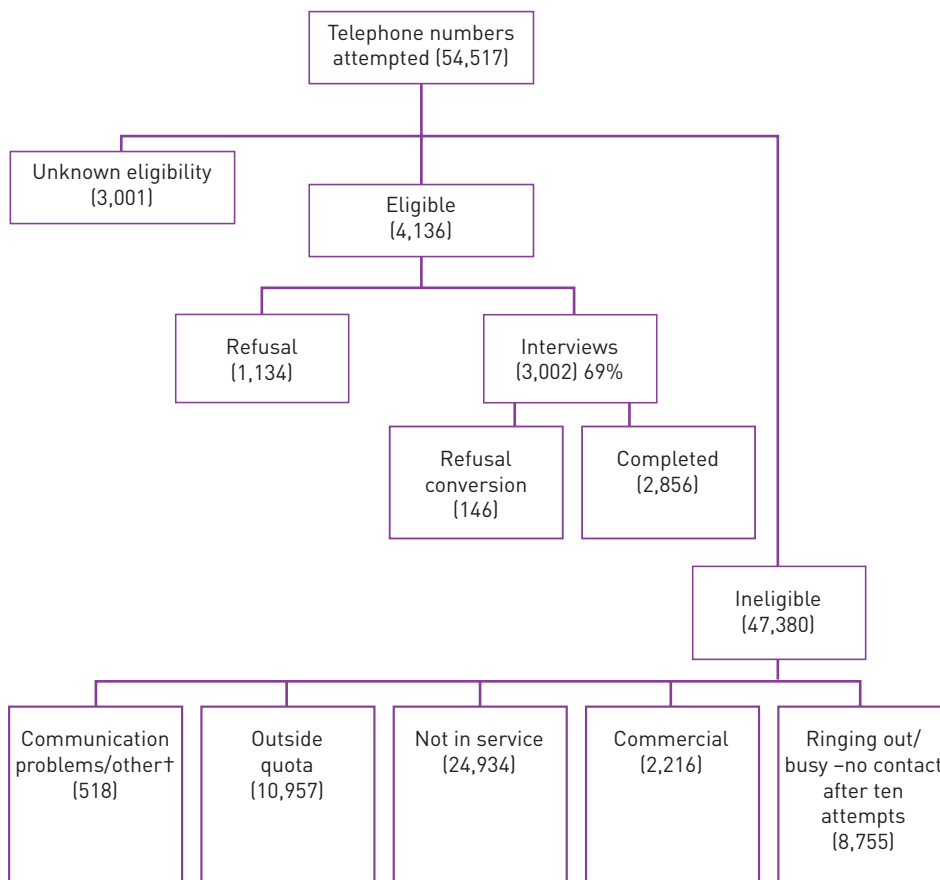 Telephone numbers
attempted (54,517)
Unknown eligibility
(3,001)
Eligible
(4,136)
Refusal
(1,134)
Interviews
(3,002) 69%
Refusal
conversion
(146)
Completed
(2,856)
Ineligible
(47,380)
Communication
problems/other†
(518)
Outside
quota
(10,957)
Not in service
(24,934)
Commercial
(2,216)
Ringing out/
busy –no contact
after ten
attempts
(8,755)